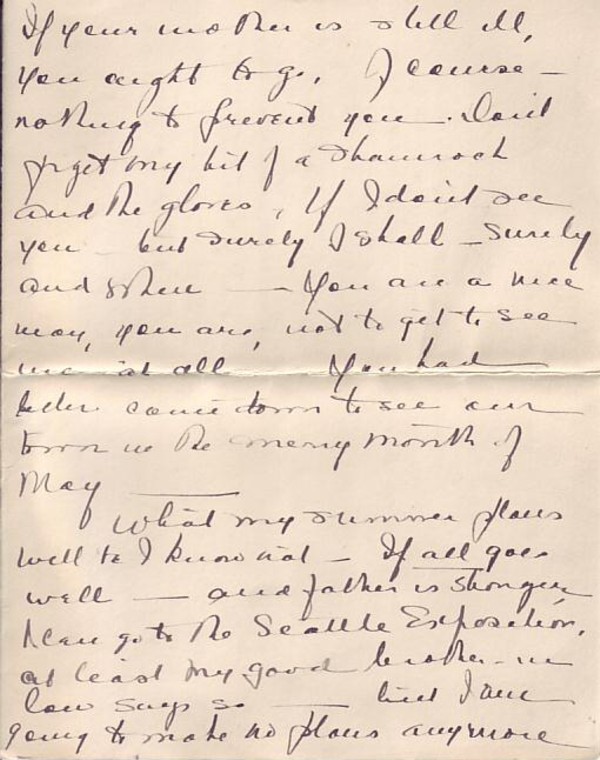 If your mother is still ill,
you ought to go. Of course —
nothing to prevent you. Don't
forget my bit of a shamrock
and the gloves, If I don't see
you but surely I shall — surely
and when — You are a nice
man, you are, not to get to see
me at all You had
better come down to see our
town in the merry month of
May —
What my summer plans
will be I know not — If all goes
well — and father is stronger,
I can go to the Seattle Exposition,
at least my good brother-in
law says so — but I am
going to make no plans anymore